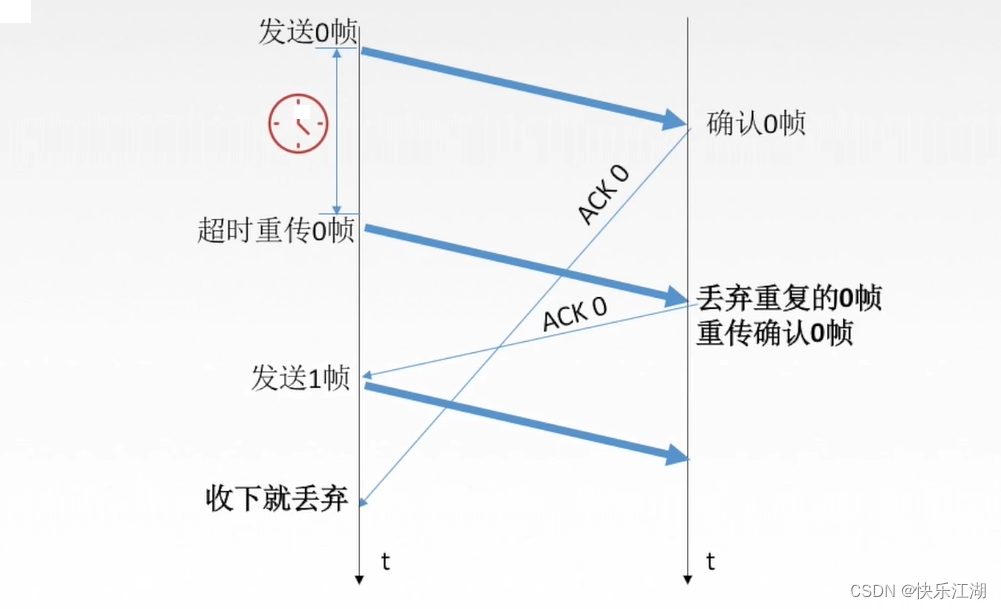 发送0帧
确认0帧
ACK 0
超时重传0帧
丢弃重复的0帧
重传确认0帧
ACK 0
发送1帧
收下就丢弃
t
t
CSDN @快乐江湖